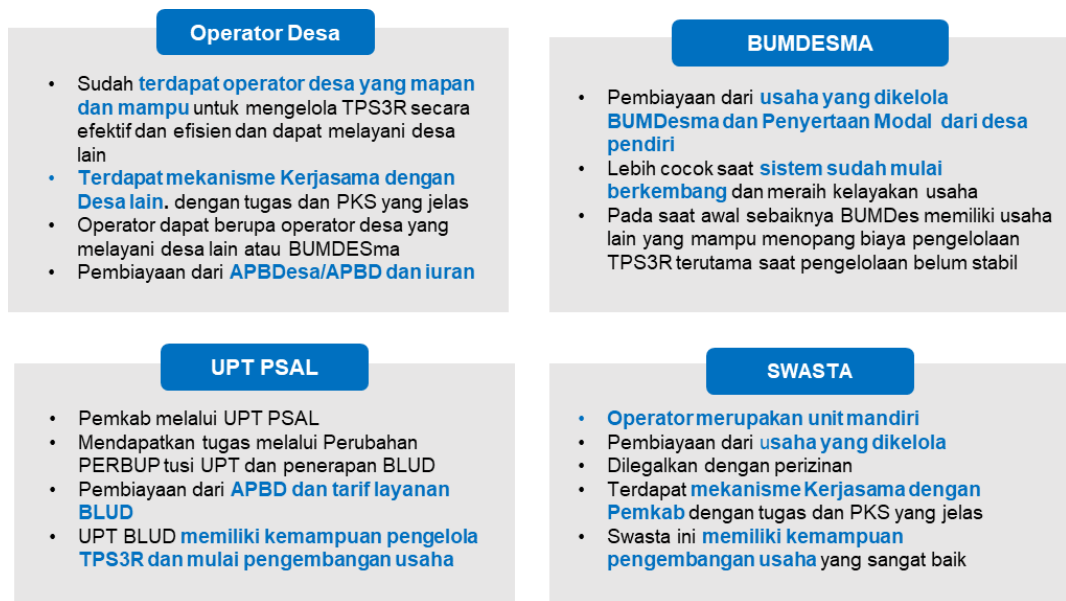 Operator Desa
• Sudah terdapat operator desa yang mapan
dan mampu untuk mengelola TPS3R secara
efektif dan efisien dan dapat melayani desa
lain
• Terdapat mekanisme Kerjasama dengan
Desa lain. dengan tugas dan PKS yang jelas
• Operator dapat berupa operator desa yang
melayani desa lain atau BUMDESma
• Pembiayaan dari APBDesa/APBD dan iuran
BUMDESMA
• Pembiayaan dari usaha yang dikelola
BUMDesma dan Penyertaan Modal dari desa
pendiri
• Lebih cocok saat sistem sudah mulai
berkembang dan meraih kelayakan usaha
• Pada saat awal sebaiknya BUMDes memiliki usaha
lain yang mampu menopang biaya pengelolaan
TPS3R terutama saat pengelolaan belum stabil
UPT PSAL
• Pemkab melalui UPT PSAL
• Mendapatkan tugas melalui Perubahan
PERBUP tusi UPT dan penerapan BLUD
• Pembiayaan dari APBD dan tarif layanan
BLUD
• UPT BLUD memiliki kemampuan pengelola
TPS3R dan mulai pengembangan usaha
SWASTA
• Operator merupakan unit mandiri
• Pembiayaan dari usaha yang dikelola
• Dilegalkan dengan perizinan
• Terdapat mekanisme Kerjasama dengan
Pemkab dengan tugas dan PKS yang jelas
• Swasta ini memiliki kemampuan
pengembangan usaha yang sangat baik